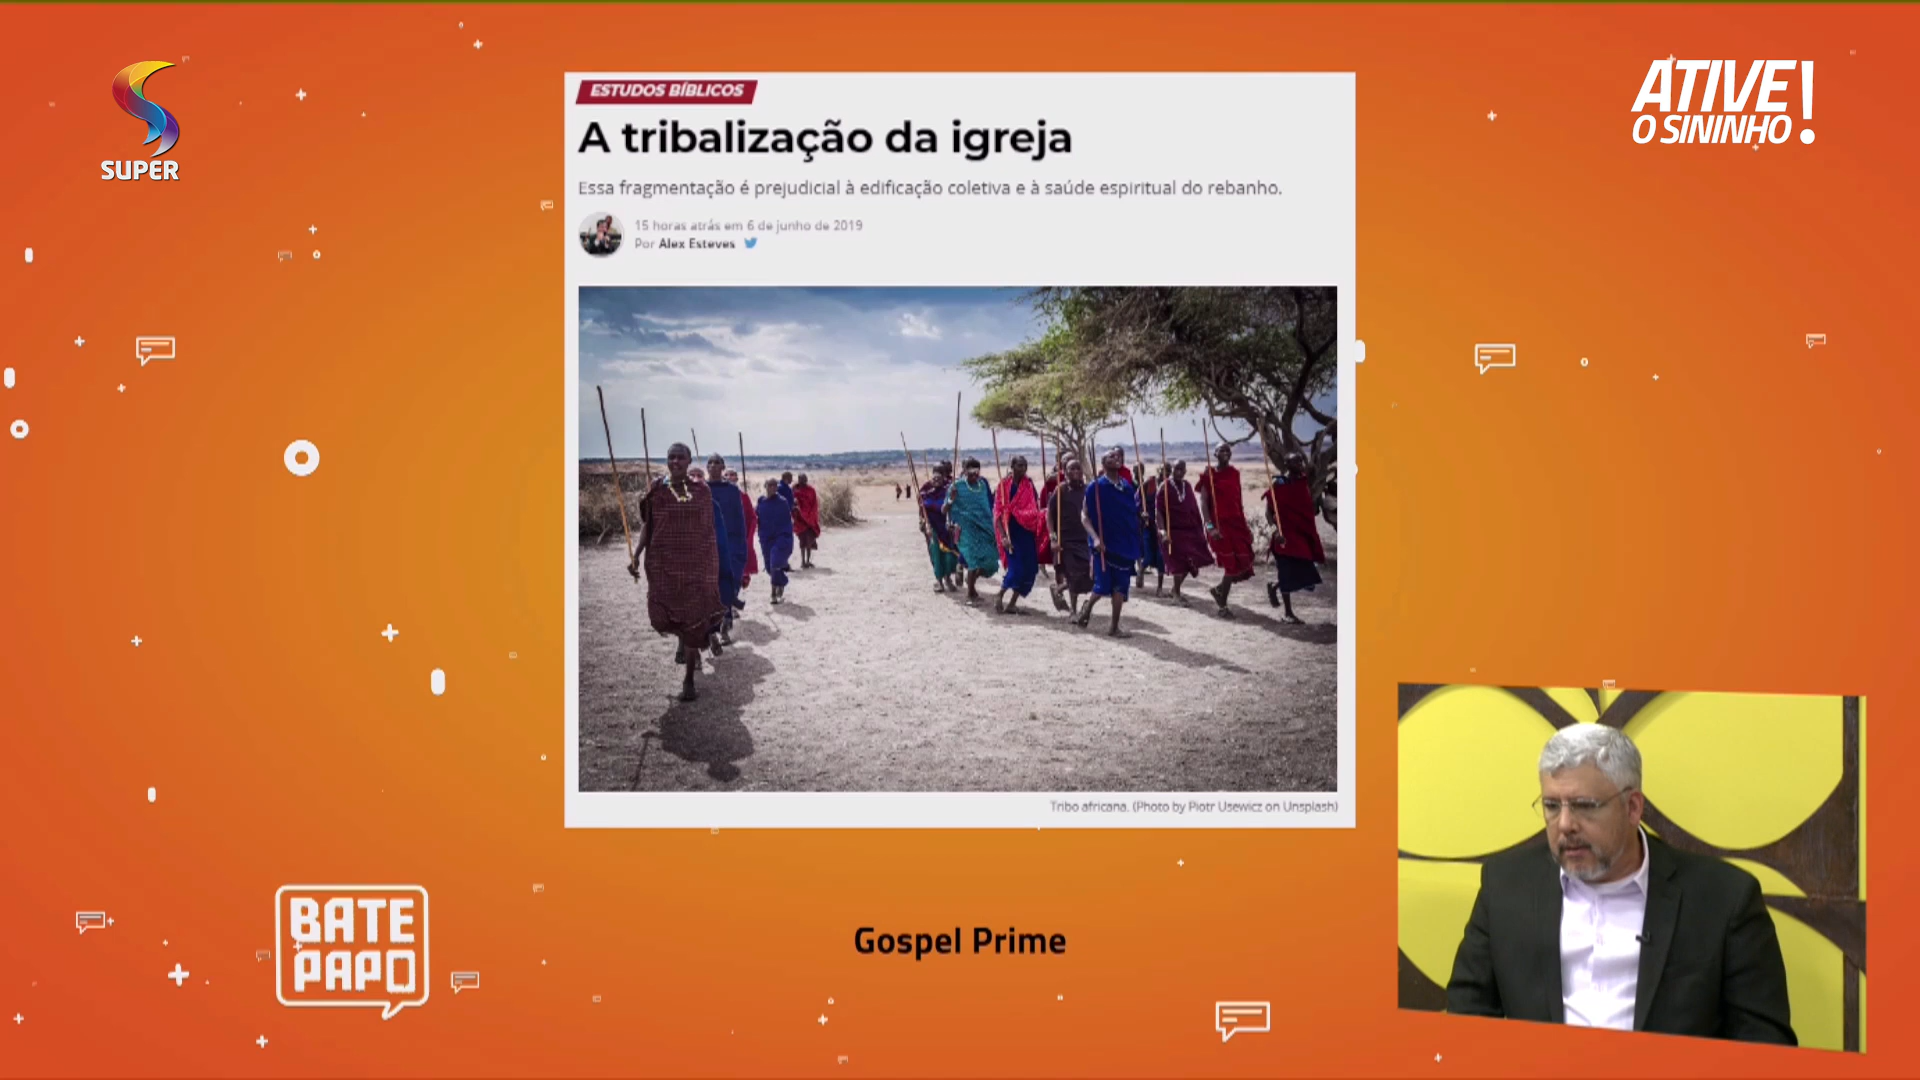 SUPER
ATIVE!
O SININHO
ESTUDOS BÍBLICOS
A tribalização da igreja
Essa fragmentação é prejudicial à edificação coletiva e à saúde espiritual do rebanho.
15 horas atrás em 6 de junho de 2019
Por Alex Esteves
Tribo africana. (Photo by Piotr Usewicz on Unsplash)
BATE
PAPO
Gospel Prime